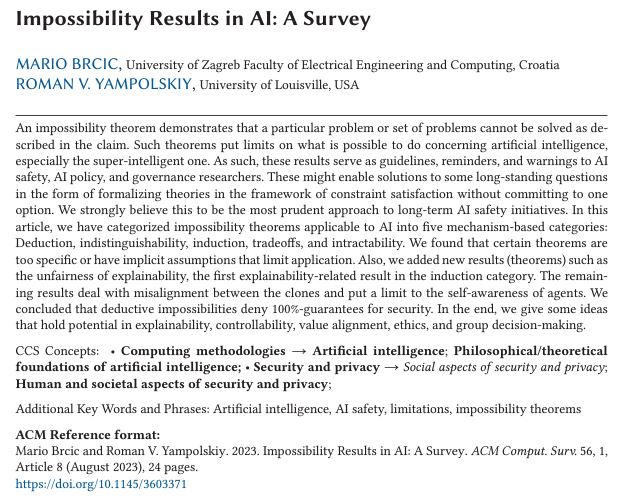 Impossibility Results in AI: A Survey
MARIO BRCIC, University of Zagreb Faculty of Electrical Engineering and Computing, Croatia
ROMAN V. YAMPOLSKIY, University of Louisville, USA
An impossibility theorem demonstrates that a particular problem or set of problems cannot be solved as de-
scribed in the claim. Such theorems put limits on what is possible to do concerning artificial intelligence,
especially the super-intelligent one. As such, these results serve as guidelines, reminders, and warnings to AI
safety, AI policy, and governance researchers. These might enable solutions to some long-standing questions
in the form of formalizing theories in the framework of constraint satisfaction without committing to one
option. We strongly believe this to be the most prudent approach to long-term AI safety initiatives. In this
article, we have categorized impossibility theorems applicable to AI into five mechanism-based categories:
Deduction, indistinguishability, induction, tradeoffs, and intractability. We found that certain theorems are
too specific or have implicit assumptions that limit application. Also, we added new results (theorems) such as
the unfairness of explainability, the first explainability-related result in the induction category. The remain-
ing results deal with misalignment between the clones and put a limit to the self-awareness of agents. We
concluded that deductive impossibilities deny 100%-guarantees for security. In the end, we give some ideas
that hold potential in explainability, controllability, value alignment, ethics, and group decision-making.
CCS Concepts: • Computing methodologies → Artificial intelligence; Philosophical/theoretical
foundations of artificial intelligence; • Security and privacy → Social aspects of security and privacy;
Human and societal aspects of security and privacy;
Additional Key Words and Phrases: Artificial intelligence, AI safety, limitations, impossibility theorems
ACM Reference format:
Mario Brcic and Roman V. Yampolskiy. 2023. Impossibility Results in AI: A Survey. ACM Comput. Surv. 56, 1,
Article 8 (August 2023), 24 pages.
https://doi.org/10.1145/3603371